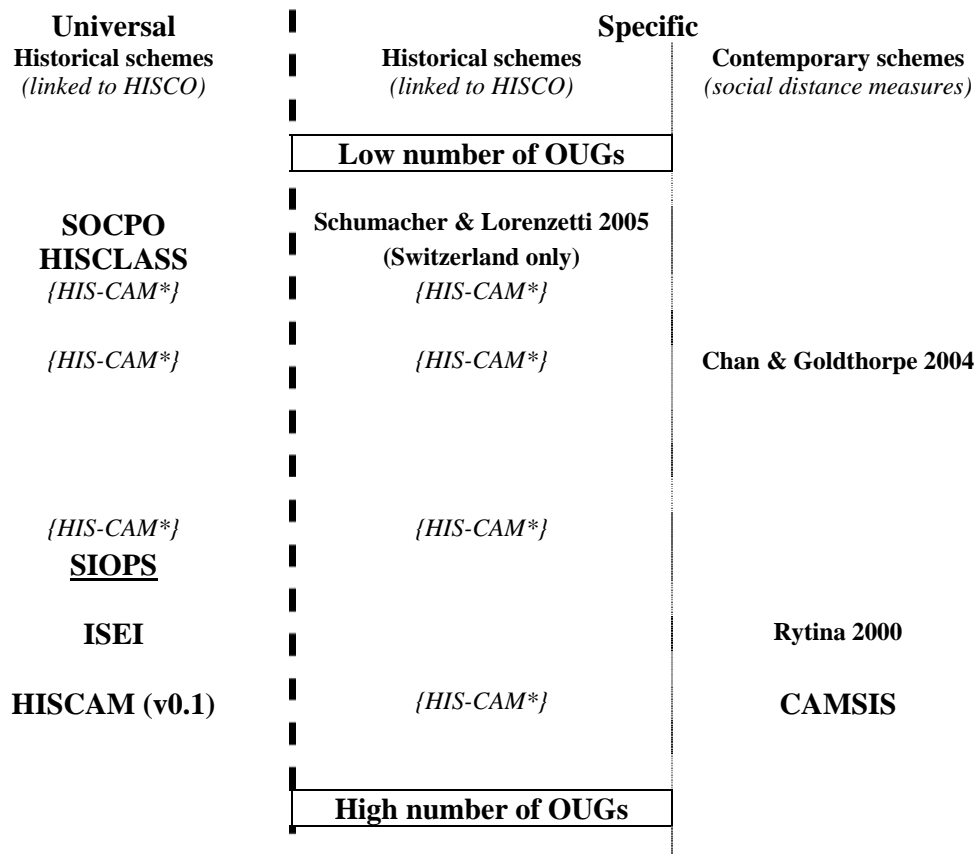 Universal
Specific
Historical schemes
Historical schemes
Contemporary schemes
(linked to HISCO)
(linked to HISCO)
(social distance measures)
Low number of OUGs
SOCPO
Schumacher & Lorenzetti 2005
HISCLASS
(Switzerland only)
{HIS-CAM*}
{HIS-CAM*}
{HIS-CAM*}
{HIS-CAM*}
Chan & Goldthorpe 2004
{HIS-CAM*}
{HIS-CAM*}
SIOPS
ISEI
Rytina 2000
HISCAM (v0.1)
{HIS-CAM*}
CAMSIS
High number of OUGs